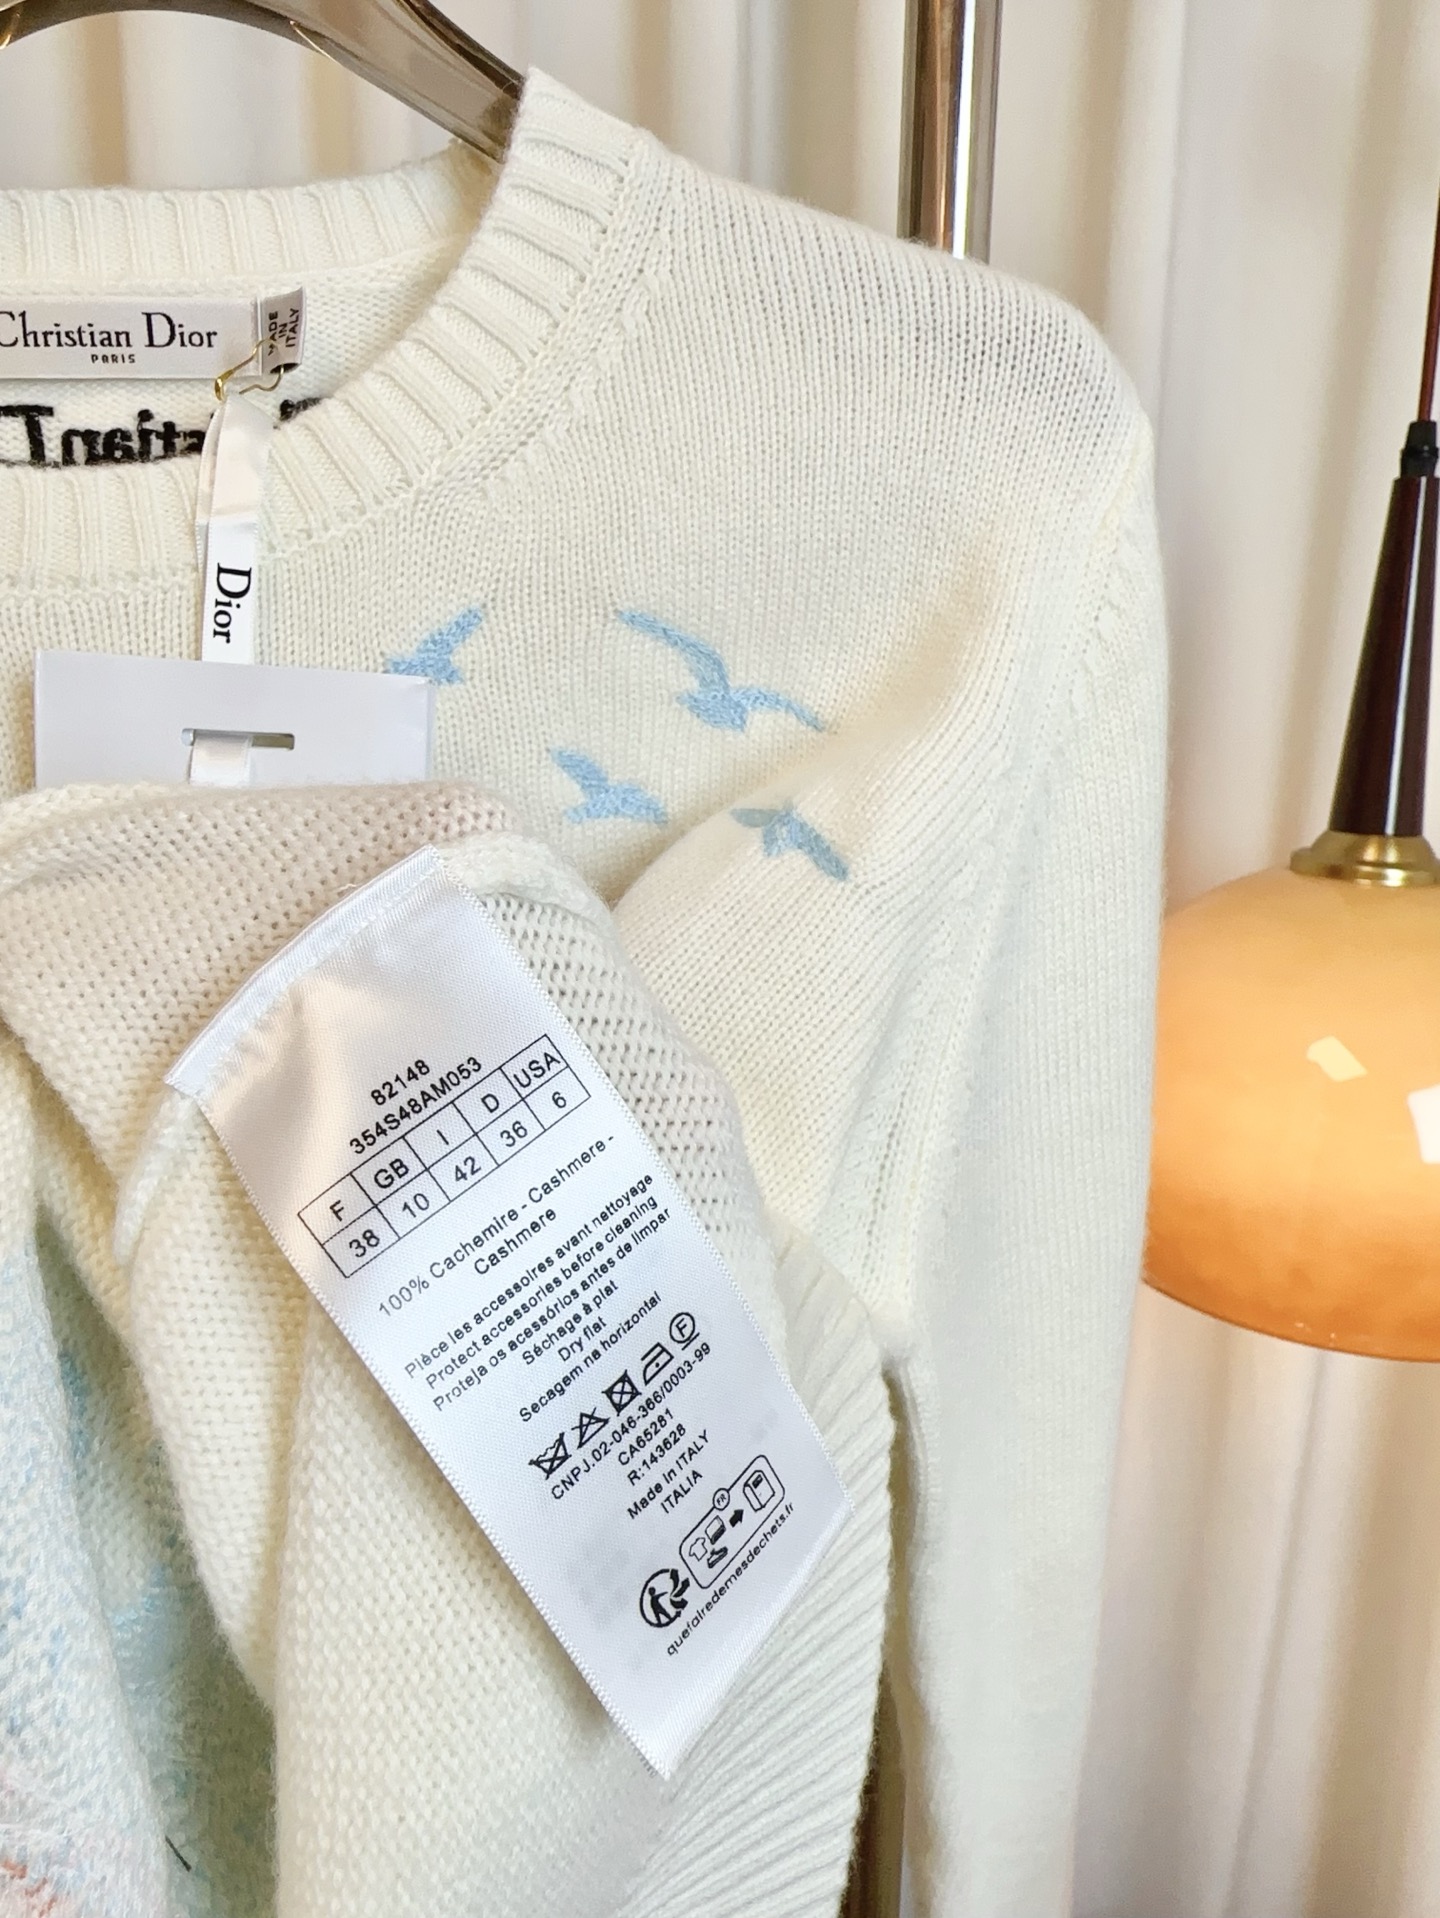 Christian Dior
PARIS
MADE
IN
ITALY
Dior
82148
354S48AM053
F GB I D USA
38 10 42 36 6
100% Cachemire - Cashmere -
Cashmere
Plèce les accessoires avant nettoyage
Protect accessories before cleaning
Proteja os acessórios antes de limpar
Séchage à plat
Dry flat
Secagem na horizontal
F
CNPJ.02-046-366/0003-99
CA65281
R:143628
Made in ITALY
ITALIA
FR
quefairedemesdechets.fr